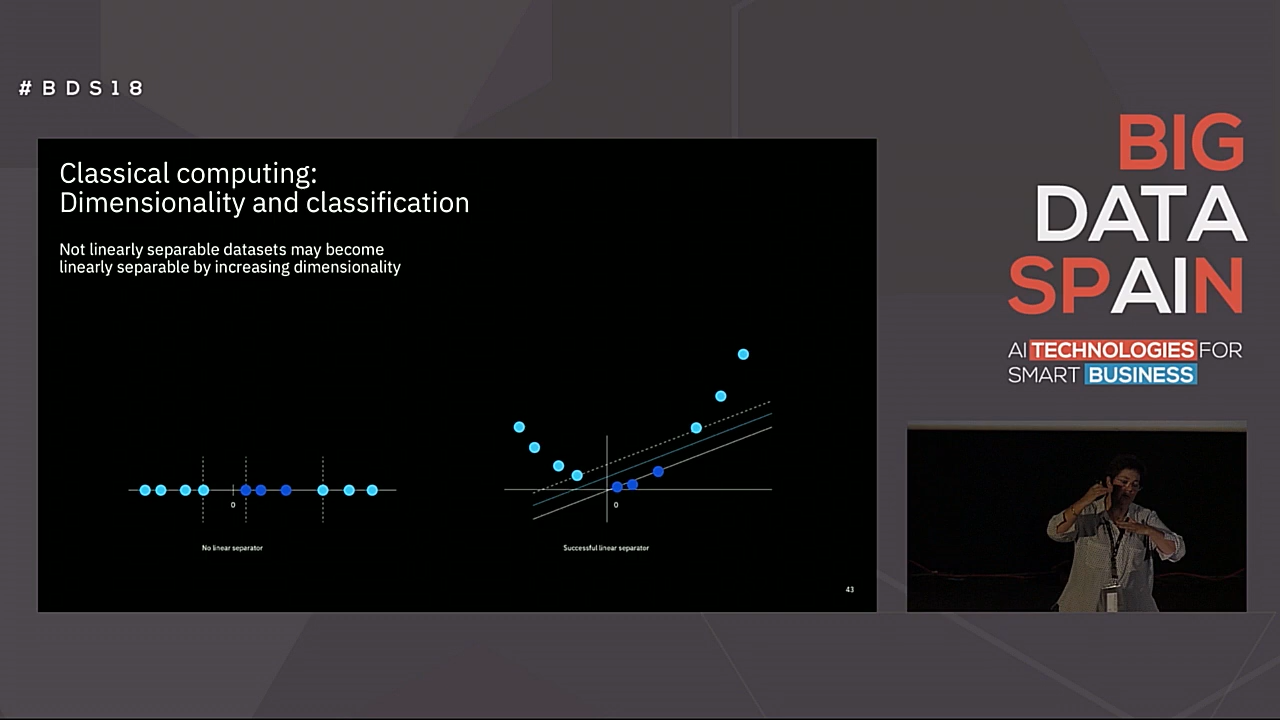 #BDS18
Classical computing:
Dimensionality and classification
Not linearly separable datasets may become
linearly separable by increasing dimensionality
0
No linear separator
0
Successful linear separator
43
BIG
DATA
SPAIN
AI TECHNOLOGIES FOR
SMART BUSINESS